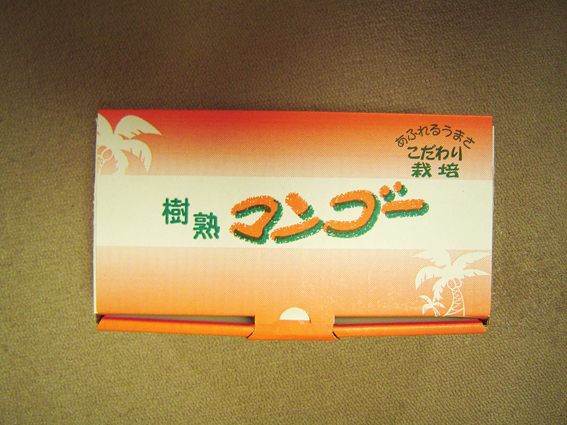 あふれるうまさ
こだわり
栽培
樹熟マンゴー